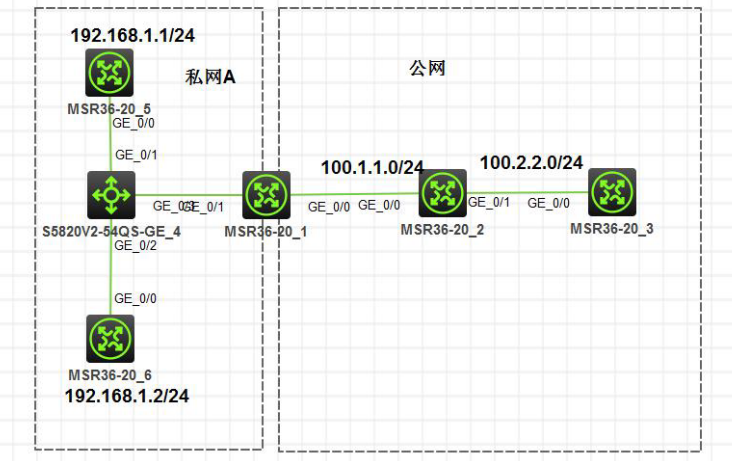 192.168.1.1/24
私网A
公网
MSR36-20_5
GE_0/0
GE_0/1
100.1.1.0/24
100.2.2.0/24
GE_0/3
GE_0/1
GE_0/0
GE_0/0
GE_0/1
GE_0/0
S5820V2-54QS-GE_4
MSR36-20_1
MSR36-20_2
MSR36-20_3
GE_0/2
GE_0/0
MSR36-20_6
192.168.1.2/24